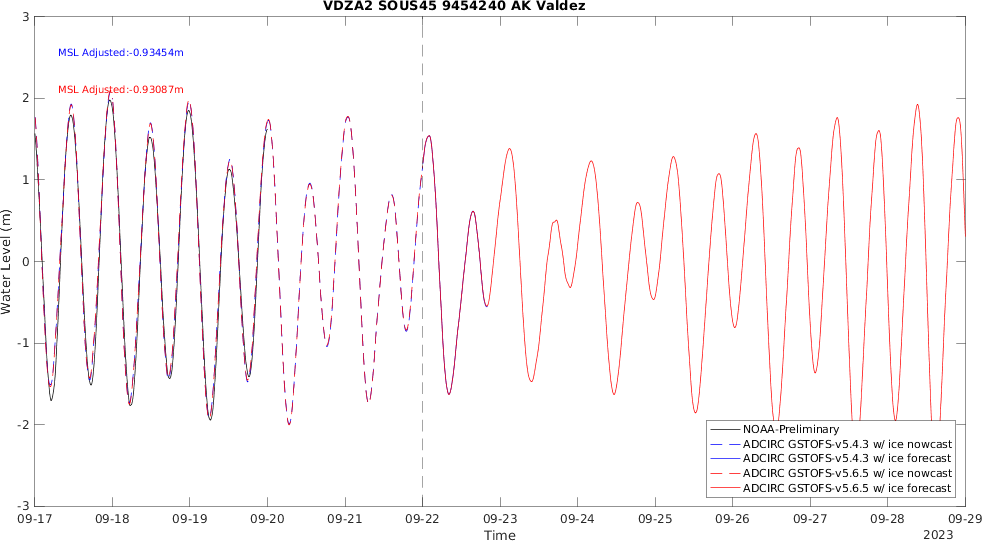 VDZA2 SOUS45 9454240 AK Valdez
MSL Adjusted:-0.93454m
MSL Adjusted:-0.93087m
Water Level (m)
3
2
1
0
-1
-2
-3
NOAA-Preliminary
ADCIRC GSTOFS-v5.4.3 w/ ice nowcast
ADCIRC GSTOFS-v5.4.3 w/ ice forecast
ADCIRC GSTOFS-v5.6.5 w/ ice nowcast
ADCIRC GSTOFS-v5.6.5 w/ ice forecast
09-17 09-18 09-19 09-20 09-21 09-22 09-23 09-24 09-25 09-26 09-27 09-28 09-29
Time
2023